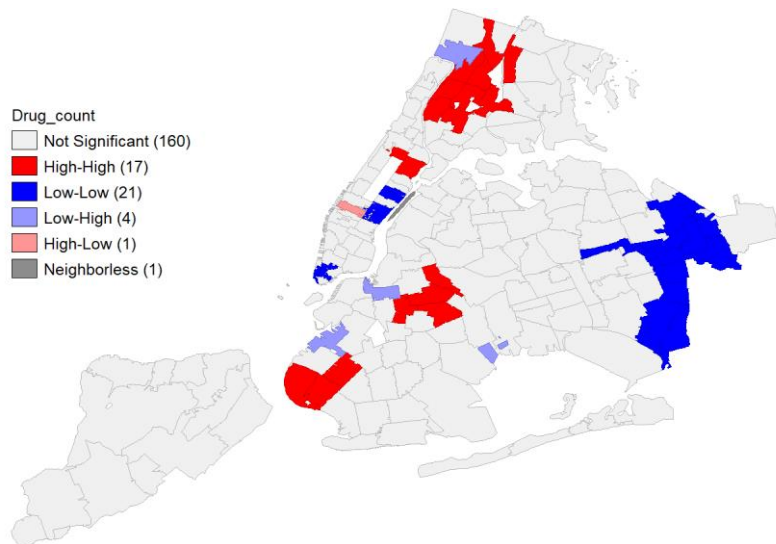 Drug_count
Not Significant (160)
High-High (17)
Low-Low (21)
Low-High (4)
High-Low (1)
Neighborless (1)